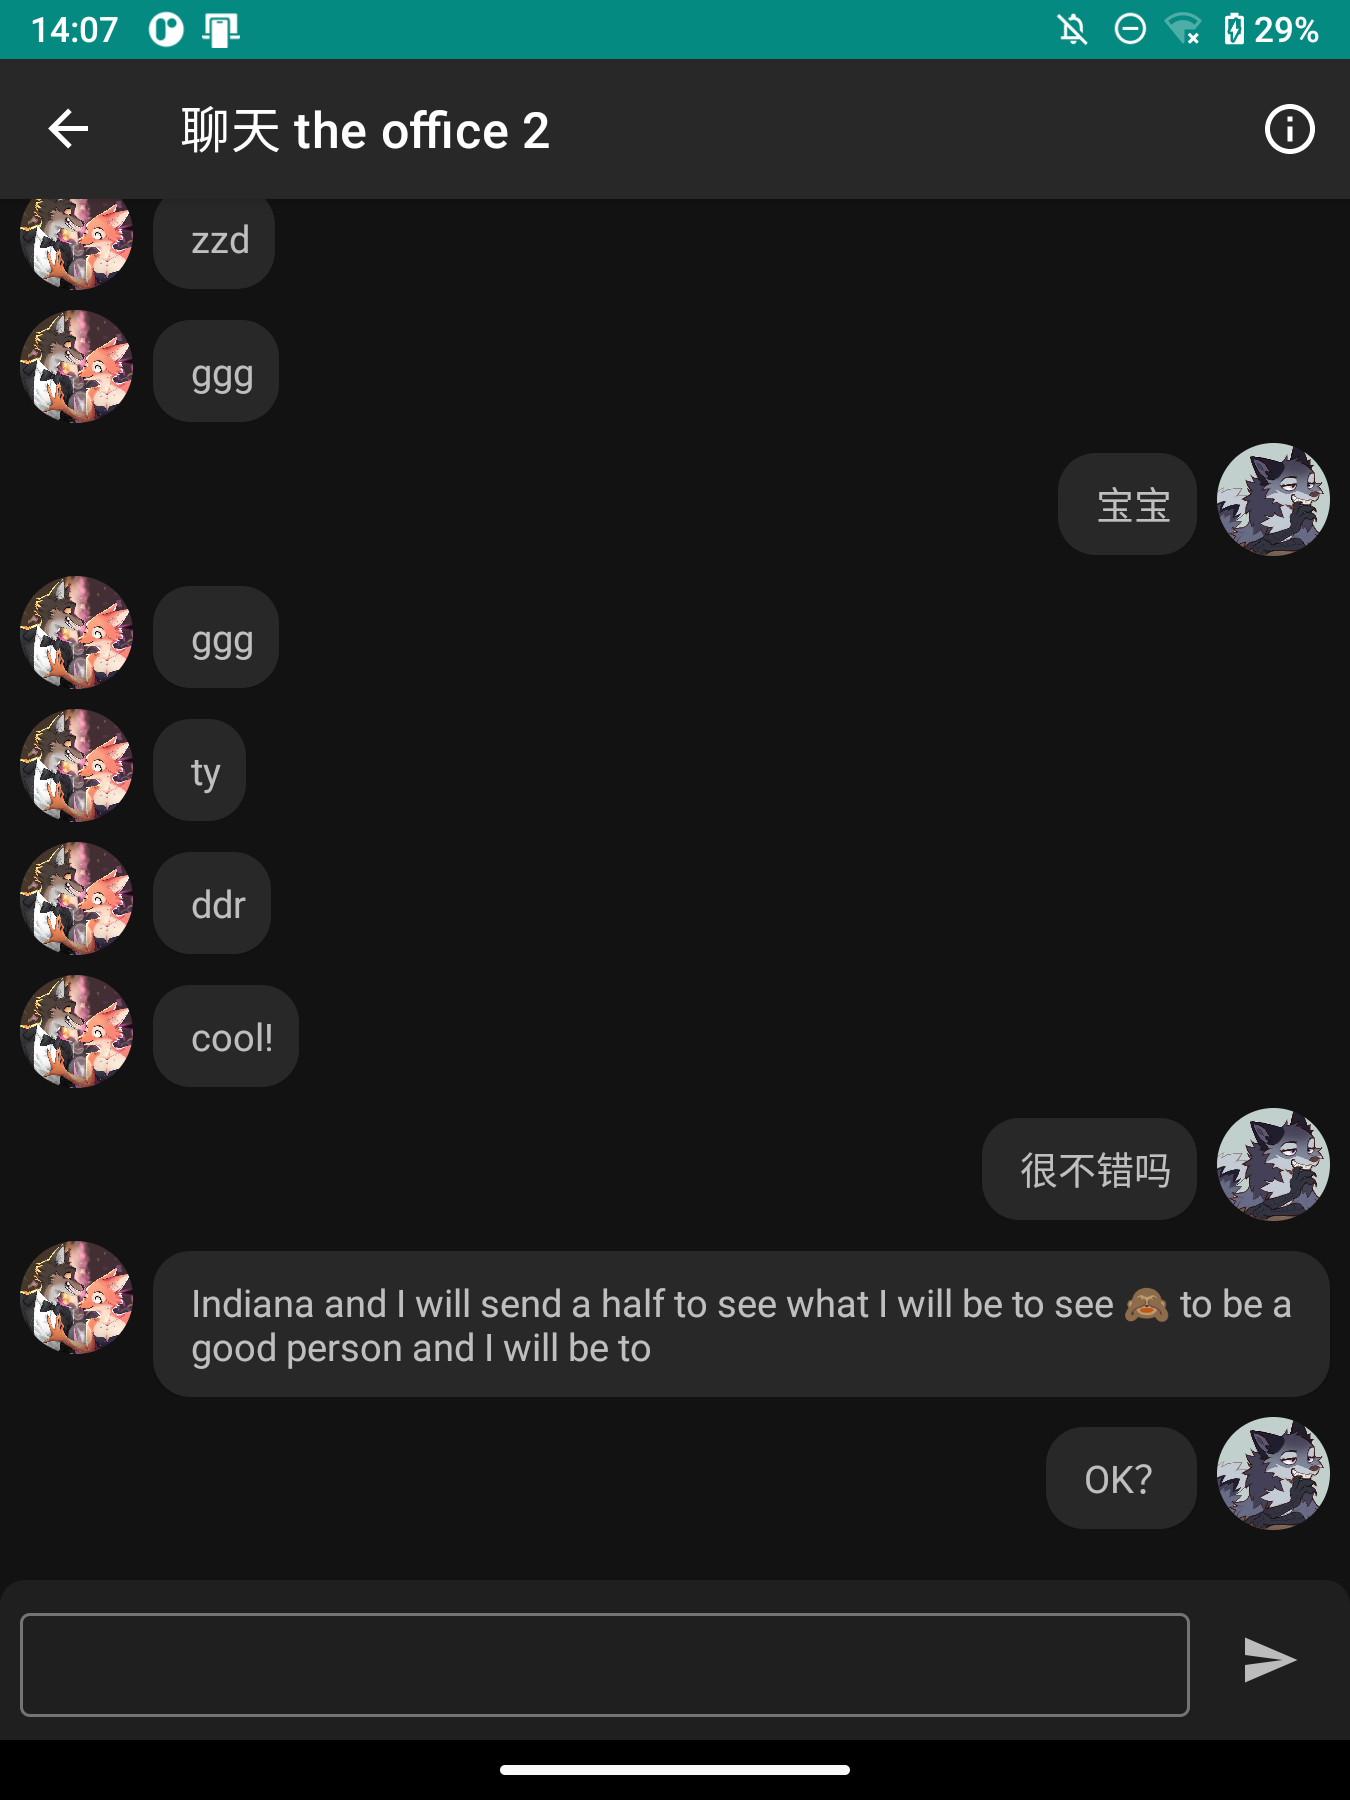 14:07
29%
聊天 the office 2
zzd
ggg
宝宝
ggg
ty
ddr
cool!
很不错吗
Indiana and I will send a half to see what I will be to see 🙈 to be a
good person and I will be to
OK?